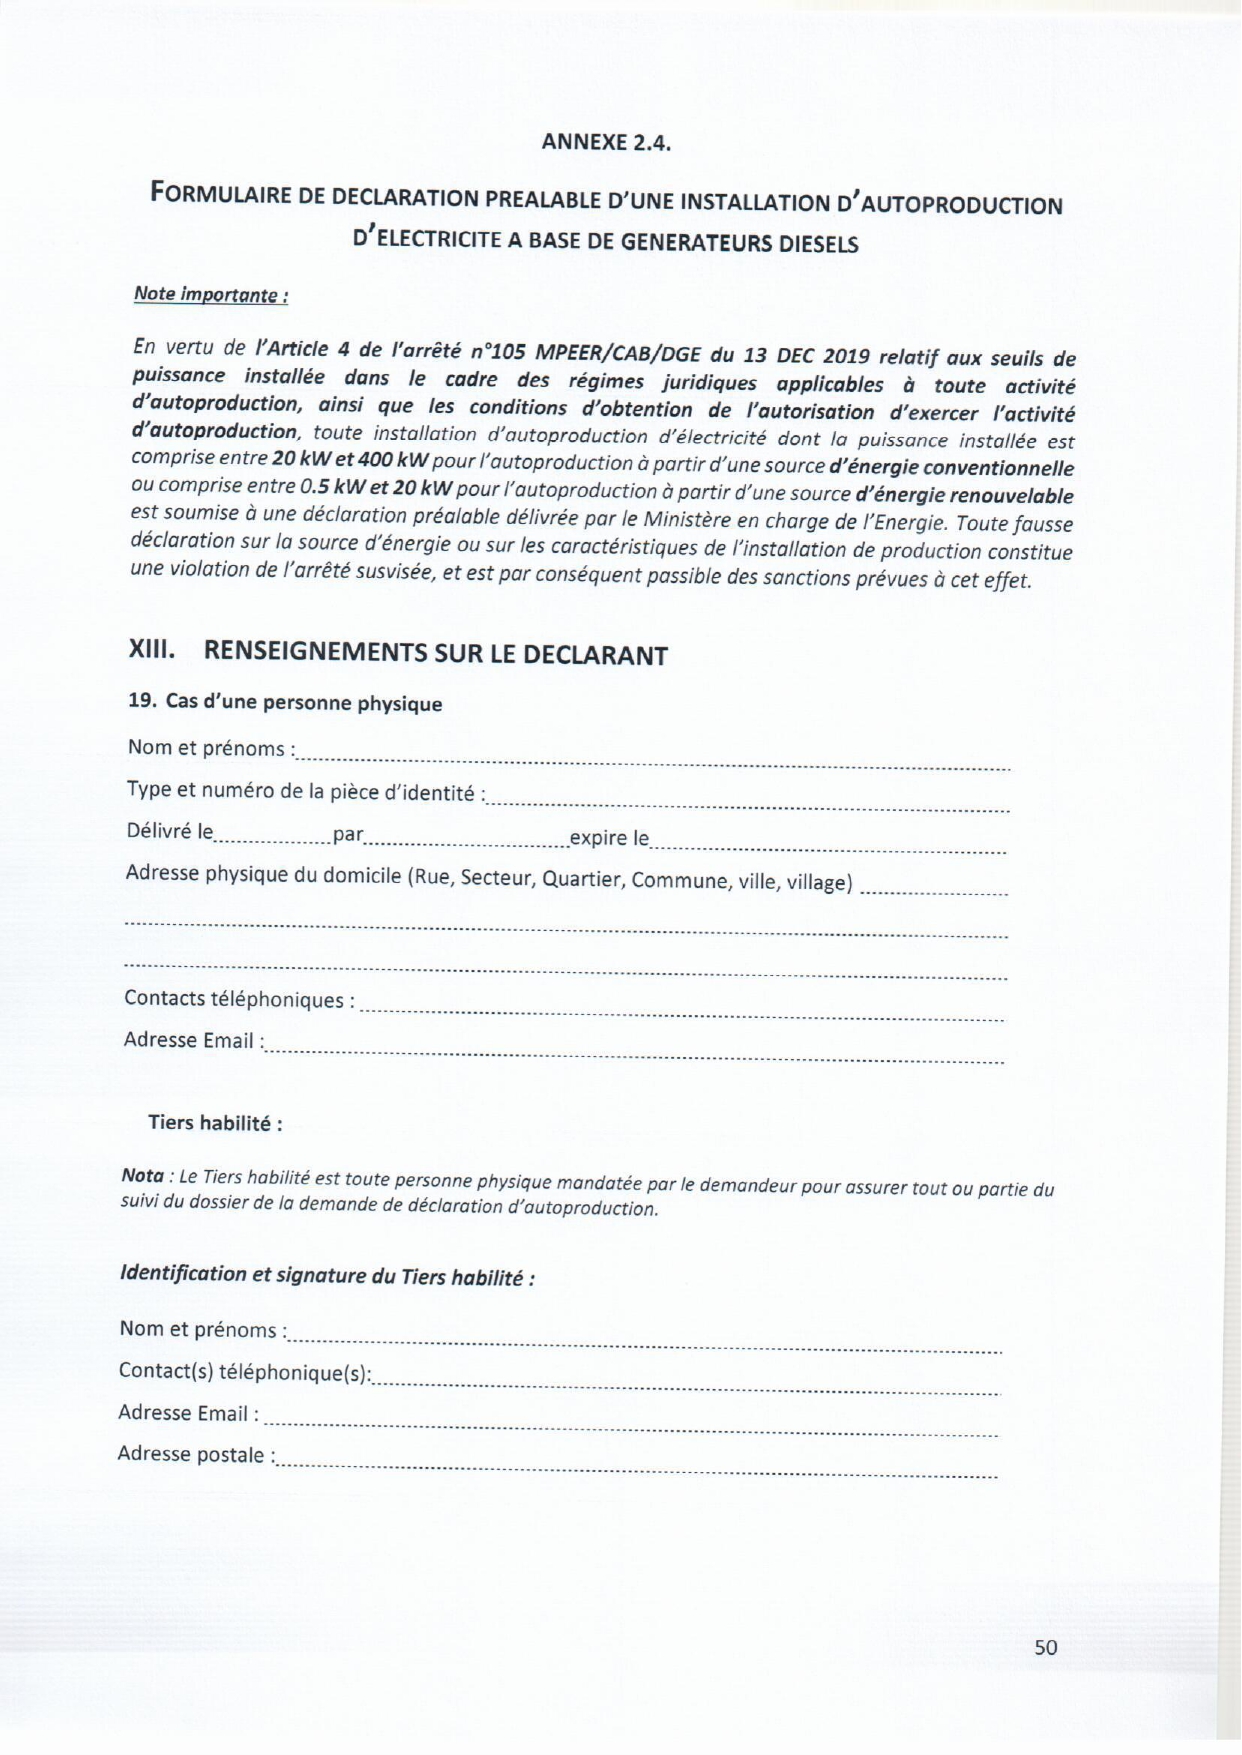 ANNEXE 2.4.
FORMULAIRE DE DECLARATION PREALABLE D'UNE INSTALLATION D'AUTOPRODUCTION
D'ELECTRICITE A BASE DE GENERATEURS DIESELS
Note importante :
En vertu de l'Article 4 de l'arrêté n°105 MPEER/CAB/DGE du 13 DEC 2019 relatif aux seuils de
puissance installée dans le cadre des régimes juridiques applicables à toute activité
d'autoproduction, ainsi que les conditions d'obtention de l'autorisation d'exercer l'activité
d'autoproduction, toute installation d'autoproduction d'électricité dont la puissance installée est
comprise entre 20 kW et 400 kW pour l'autoproduction à partir d'une source d'énergie conventionnelle
ou comprise entre 0.5 kW et 20 kW pour l'autoproduction à partir d'une source d'énergie renouvelable
est soumise à une déclaration préalable délivrée par le Ministère en charge de l'Energie. Toute fausse
déclaration sur la source d'énergie ou sur les caractéristiques de l'installation de production constitue
une violation de l'arrêté susvisée, et est par conséquent passible des sanctions prévues à cet effet.
XIII. RENSEIGNEMENTS SUR LE DECLARANT
19. Cas d'une personne physique
Nom et prénoms :
Type et numéro de la pièce d'identité :
Délivré le par expire le
Adresse physique du domicile (Rue, Secteur, Quartier, Commune, ville, village)
Contacts téléphoniques :
Adresse Email :
Tiers habilité :
Nota : Le Tiers habilité est toute personne physique mandatée par le demandeur pour assurer tout ou partie du
suivi du dossier de la demande de déclaration d'autoproduction.
Identification et signature du Tiers habilité :
Nom et prénoms :
Contact(s) téléphonique(s):
Adresse Email :
Adresse postale :
50